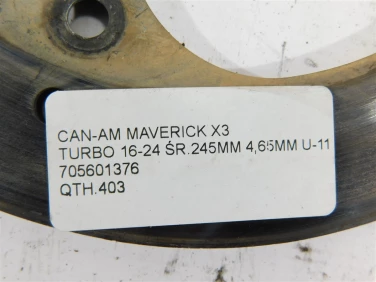 CAN-AM MAVERICK X3
TURBO 16-24 ŚR.245MM 4,65MM U-11
705601376
QTH.403